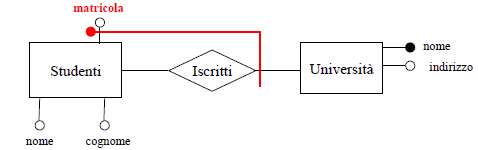 matricola
nome
Studenti
Iscritti
Università
indirizzo
nome
cognome